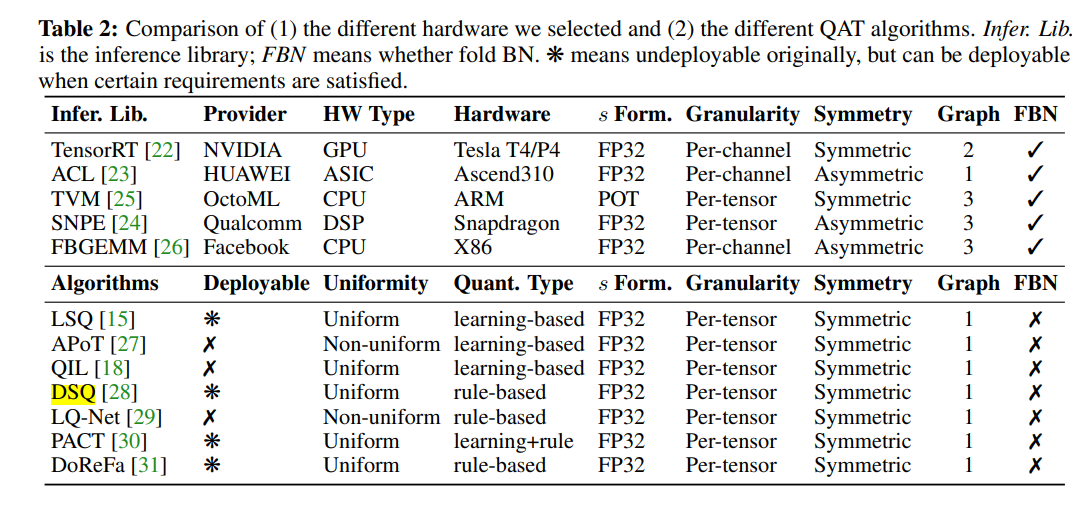 Table 2: Comparison of (1) the different hardware we selected and (2) the different QAT algorithms. Infer. Lib.
is the inference library; FBN means whether fold BN. ❋ means undeployable originally, but can be deployable
when certain requirements are satisfied.
Infer. Lib. Provider HW Type Hardware s Form. Granularity Symmetry Graph FBN
TensorRT [22] NVIDIA GPU Tesla T4/P4 FP32 Per-channel Symmetric 2 ✓
ACL [23] HUAWEI ASIC Ascend310 FP32 Per-channel Asymmetric 1 ✓
TVM [25] OctoML CPU ARM POT Per-tensor Symmetric 3 ✓
SNPE [24] Qualcomm DSP Snapdragon FP32 Per-tensor Asymmetric 3 ✓
FBGEMM [26] Facebook CPU X86 FP32 Per-channel Asymmetric 3 ✓
Algorithms Deployable Uniformity Quant. Type s Form. Granularity Symmetry Graph FBN
LSQ [15] ❋ Uniform learning-based FP32 Per-tensor Symmetric 1 ✗
APoT [27] ✗ Non-uniform learning-based FP32 Per-tensor Symmetric 1 ✗
QIL [18] ✗ Uniform learning-based FP32 Per-tensor Symmetric 1 ✗
DSQ [28] ❋ Uniform rule-based FP32 Per-tensor Symmetric 1 ✗
LQ-Net [29] ✗ Non-uniform rule-based FP32 Per-tensor Symmetric 1 ✗
PACT [30] ❋ Uniform learning+rule FP32 Per-tensor Symmetric 1 ✗
DoReFa [31] ❋ Uniform rule-based FP32 Per-tensor Symmetric 1 ✗